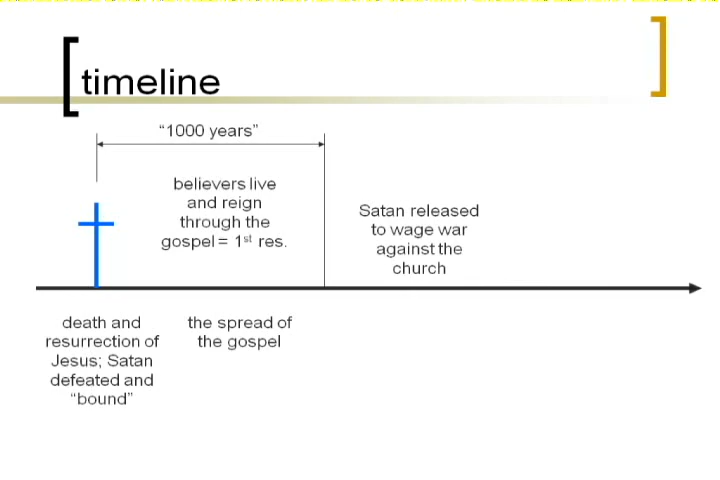 timeline
“1000 years”
believers live
and reign
through the
gospel = 1st res.
Satan released
to wage war
against the
church
death and
resurrection of
Jesus; Satan
defeated and
“bound”
the spread of
the gospel